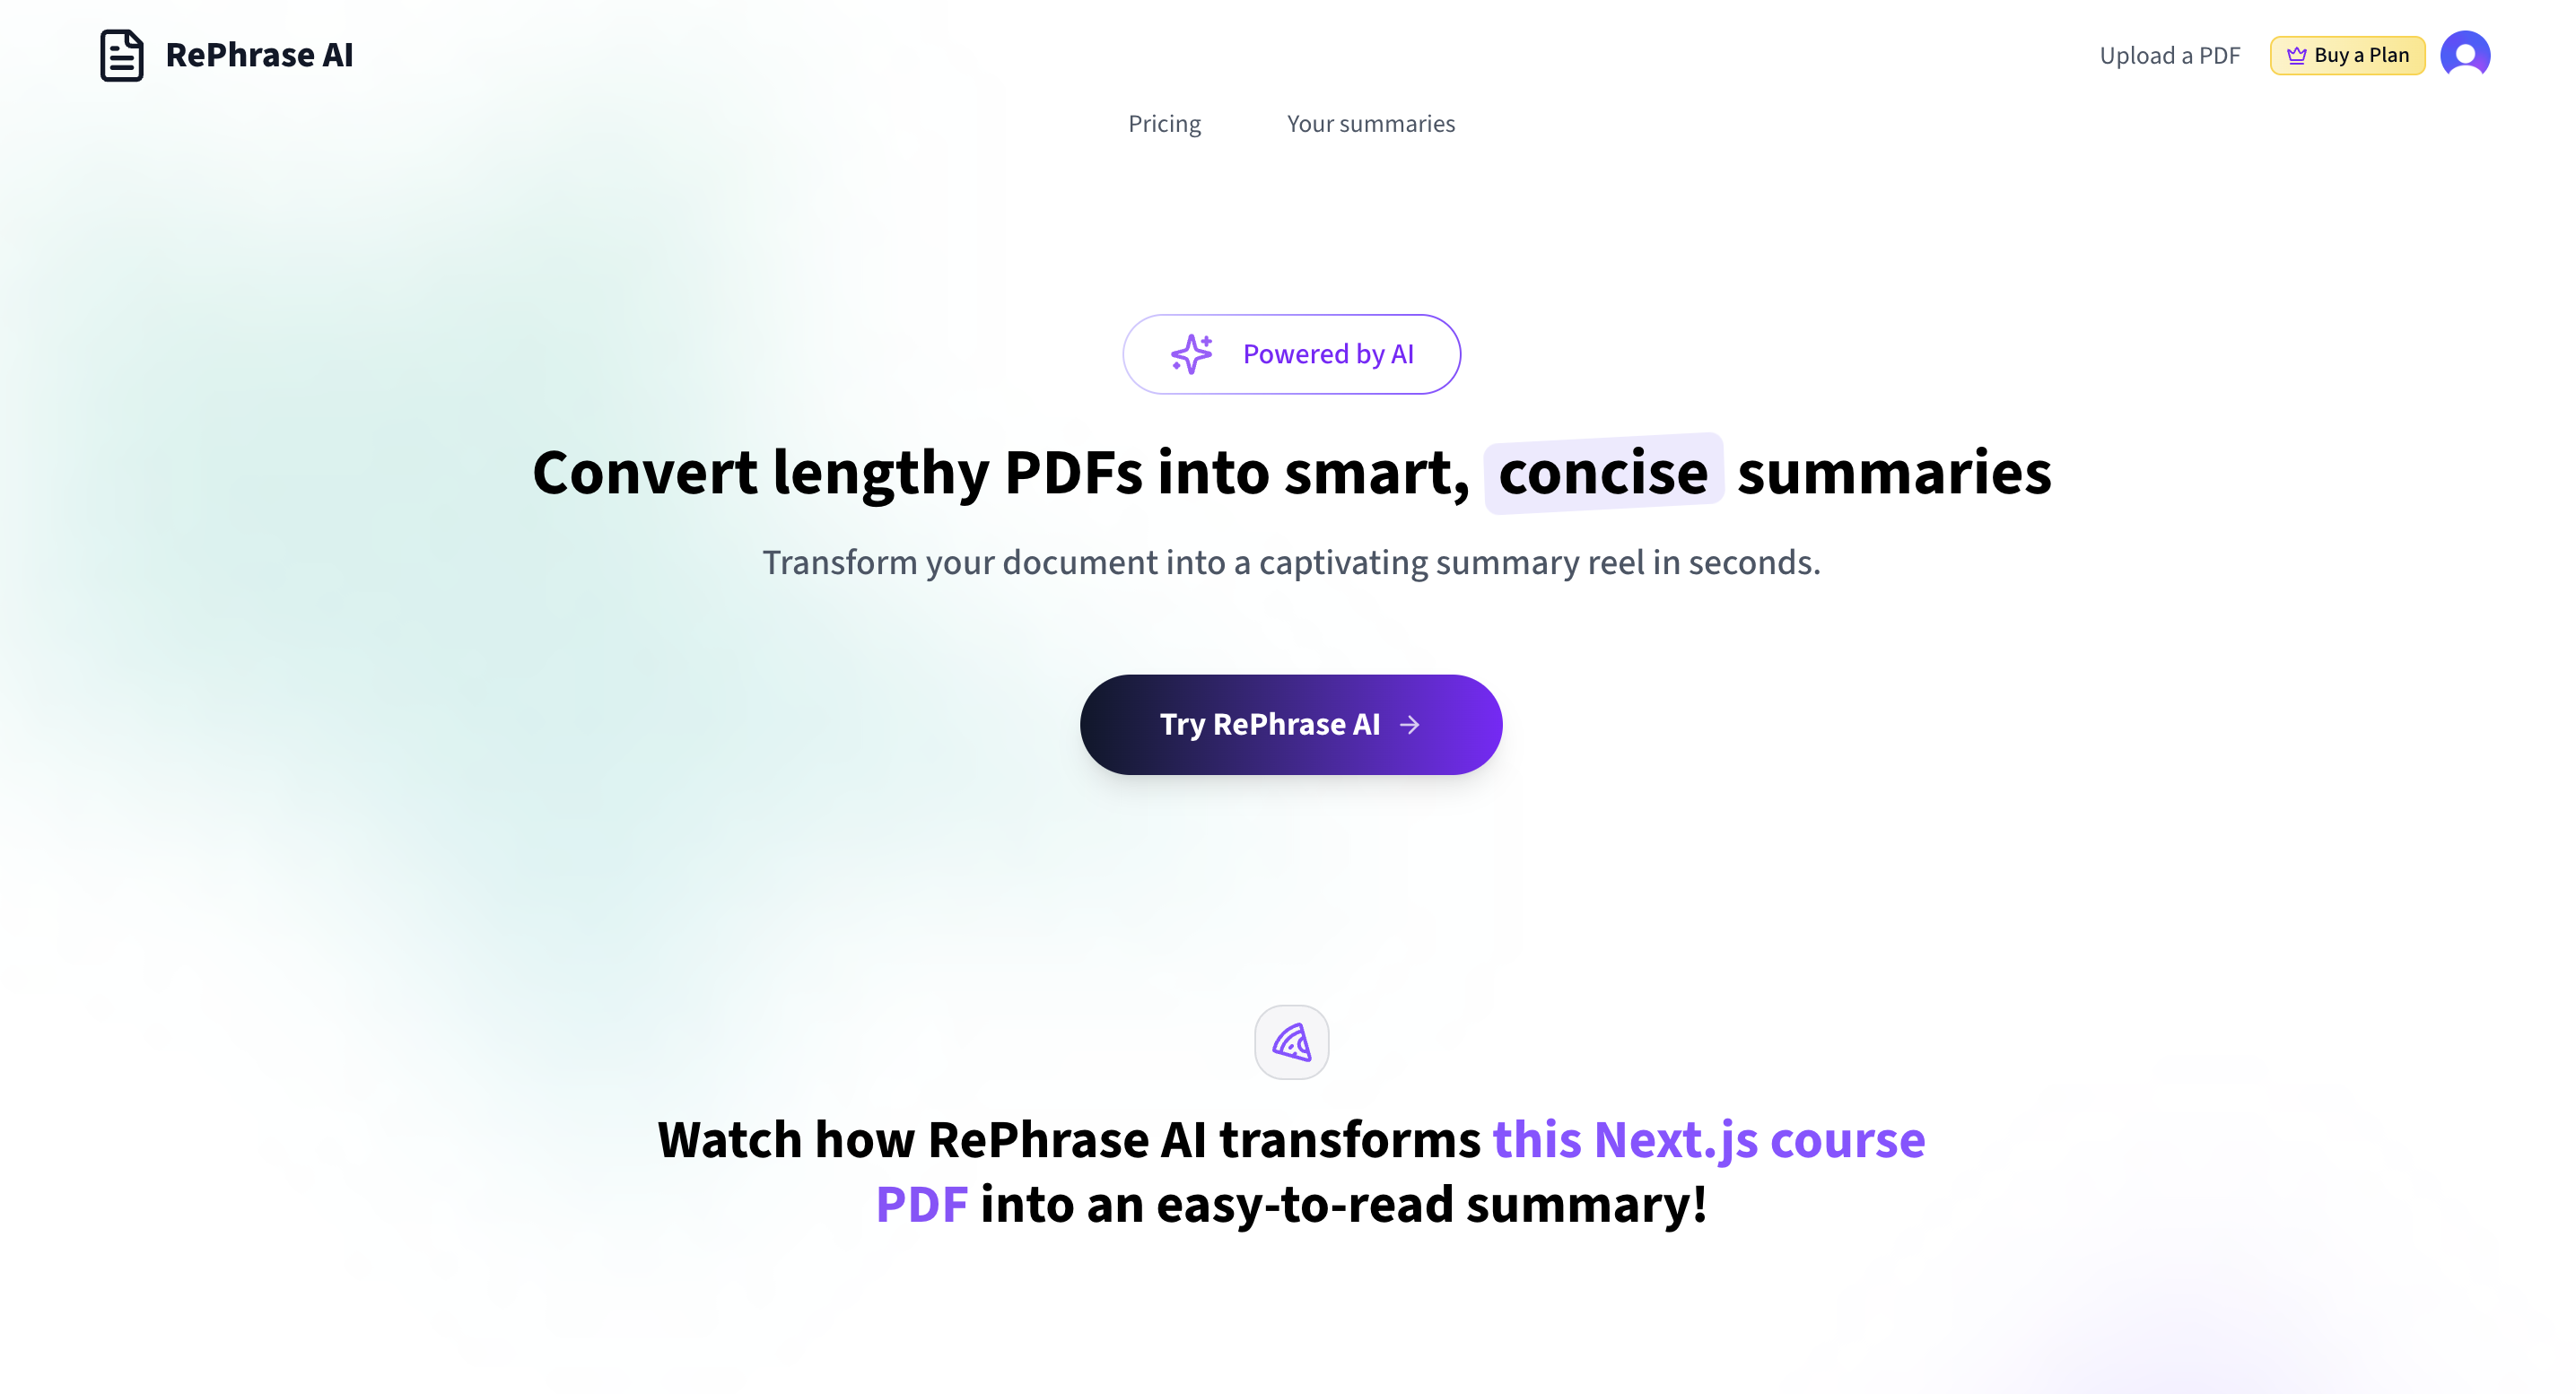 RePhrase AI
Upload a PDF
Buy a Plan
Pricing
Your summaries
Powered by AI
Convert lengthy PDFs into smart, concise summaries
Transform your document into a captivating summary reel in seconds.
Try RePhrase AI
Watch how RePhrase AI transforms this Next.js course
PDF into an easy-to-read summary!